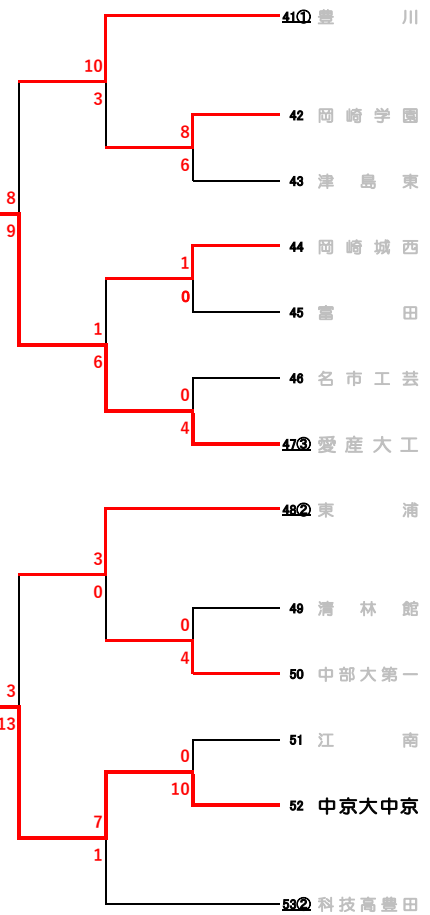 41① 豊川
10
3
42 岡崎学園
8
6
43 津島東
8
9
44 岡崎城西
1
0
45 富田
1
6
46 名市工芸
0
4
47③ 愛産大工
48② 東浦
3
0
49 清林館
0
4
50 中部大第一
3
13
51 江南
0
10
52 中京大中京
7
1
53② 科技高豊田